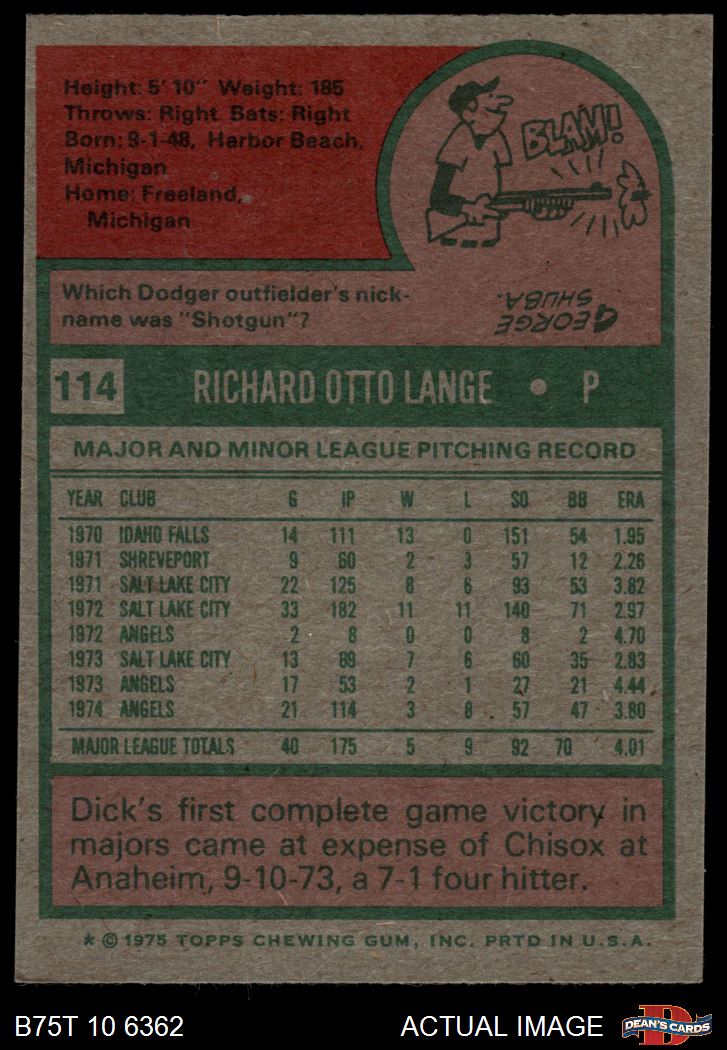 Height: 5' 10" Weight: 185
Throws: Right Bats: Right
Born: 9-1-48, Harbor Beach,
Michigan
Home: Freeland,
Michigan
BLAM!
Which Dodger outfielder's nick-
name was "Shotgun"?
GEORGE
SHUBA.
114 RICHARD OTTO LANGE • P
MAJOR AND MINOR LEAGUE PITCHING RECORD
YEAR CLUB G IP W L SO BB ERA
1970 IDAHO FALLS 14 111 13 0 151 54 1.95
1971 SHREVEPORT 9 60 2 3 57 12 2.26
1971 SALT LAKE CITY 22 125 8 6 93 53 3.82
1972 SALT LAKE CITY 33 182 11 11 140 71 2.97
1972 ANGELS 2 8 0 0 8 2 4.70
1973 SALT LAKE CITY 13 89 7 6 60 35 2.83
1973 ANGELS 17 53 2 1 27 21 4.44
1974 ANGELS 21 114 3 8 57 47 3.80
MAJOR LEAGUE TOTALS 40 175 5 9 92 70 4.01
Dick's first complete game victory in
majors came at expense of Chisox at
Anaheim, 9-10-73, a 7-1 four hitter.
* © 1975 TOPPS CHEWING GUM, INC. PRTD IN U.S.A.
B75T 10 6362 ACTUAL IMAGE
D
DEAN'S CARDS